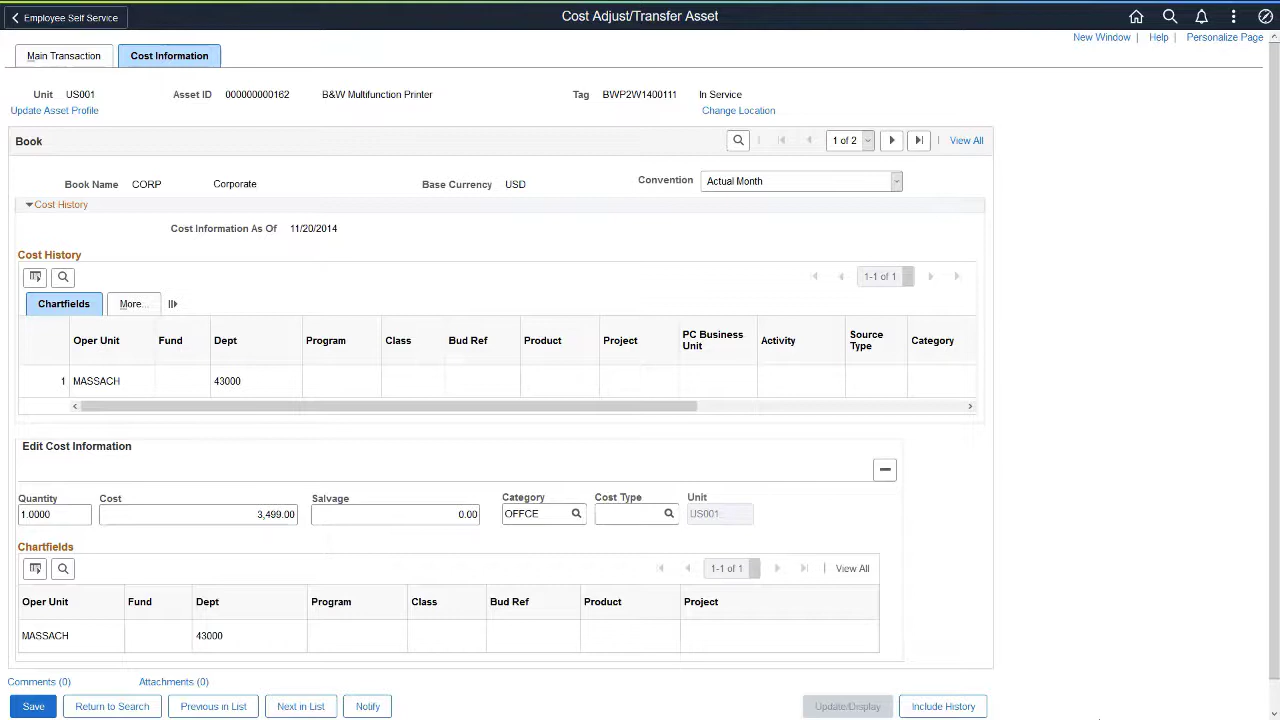 Employee Self Service
Cost Adjust/Transfer Asset
New Window | Help | Personalize Page
Main Transaction
Cost Information
Unit US001 Asset ID 000000000162 B&W Multifunction Printer Tag BWP2W1400111 In Service
Update Asset Profile Change Location
Book 1 of 2 | View All
Book Name CORP Corporate Base Currency USD Convention Actual Month
Cost History
Cost Information As Of 11/20/2014
Cost History
1-1 of 1
Chartfields More...
Oper Unit Fund Dept Program Class Bud Ref Product Project PC Business Unit Activity Source Type Category
1 MASSACH 43000
Edit Cost Information
Quantity Cost Salvage Category Cost Type Unit
1.0000 3,499.00 0.00 OFFCE US001
Chartfields
1-1 of 1 | View All
Oper Unit Fund Dept Program Class Bud Ref Product Project
MASSACH 43000
Comments (0) Attachments (0)
Save Return to Search Previous in List Next in List Notify Update/Display Include History